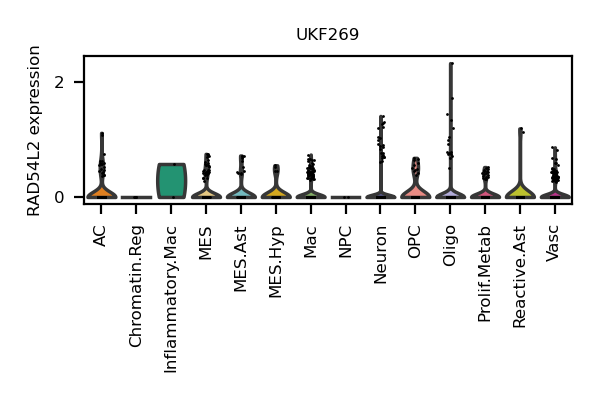 UKF269
RAD54L2 expression
2
0
AC
Chromatin.Reg
Inflammatory.Mac
MES
MES.Ast
MES.Hyp
Mac
NPC
Neuron
OPC
Oligo
Prolif.Metab
Reactive.Ast
Vasc